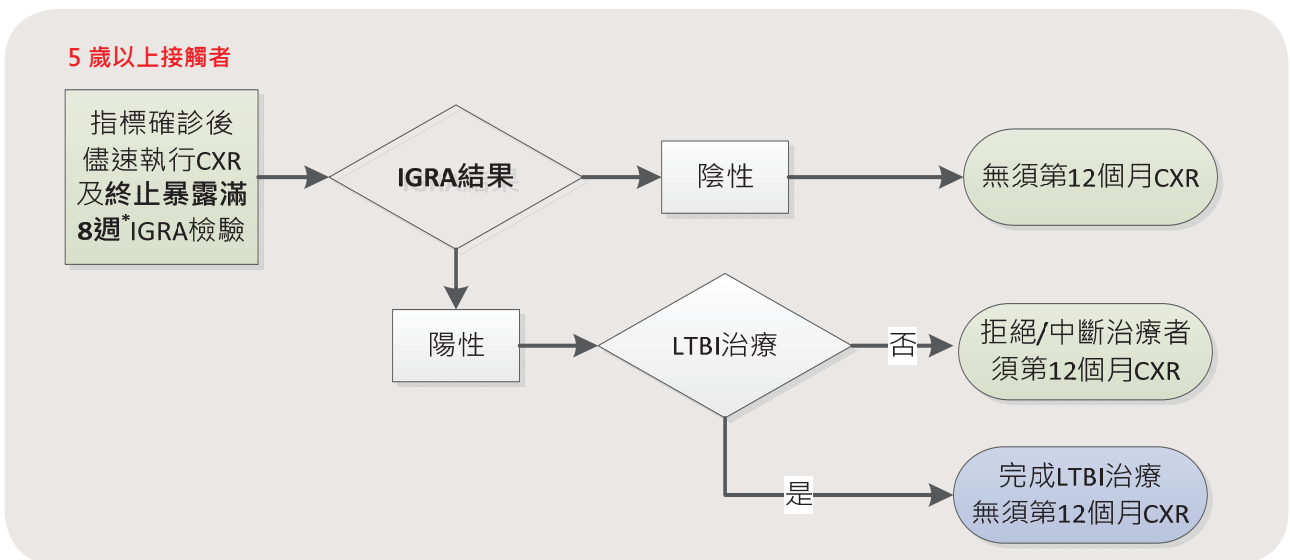 5 歲以上接觸者
指標確診後
儘速執行CXR
及終止暴露滿
8週*IGRA檢驗
IGRA結果
陰性
無須第12個月CXR
陽性
LTBI治療
否
拒絕/中斷治療者
須第12個月CXR
是
完成LTBI治療
無須第12個月CXR